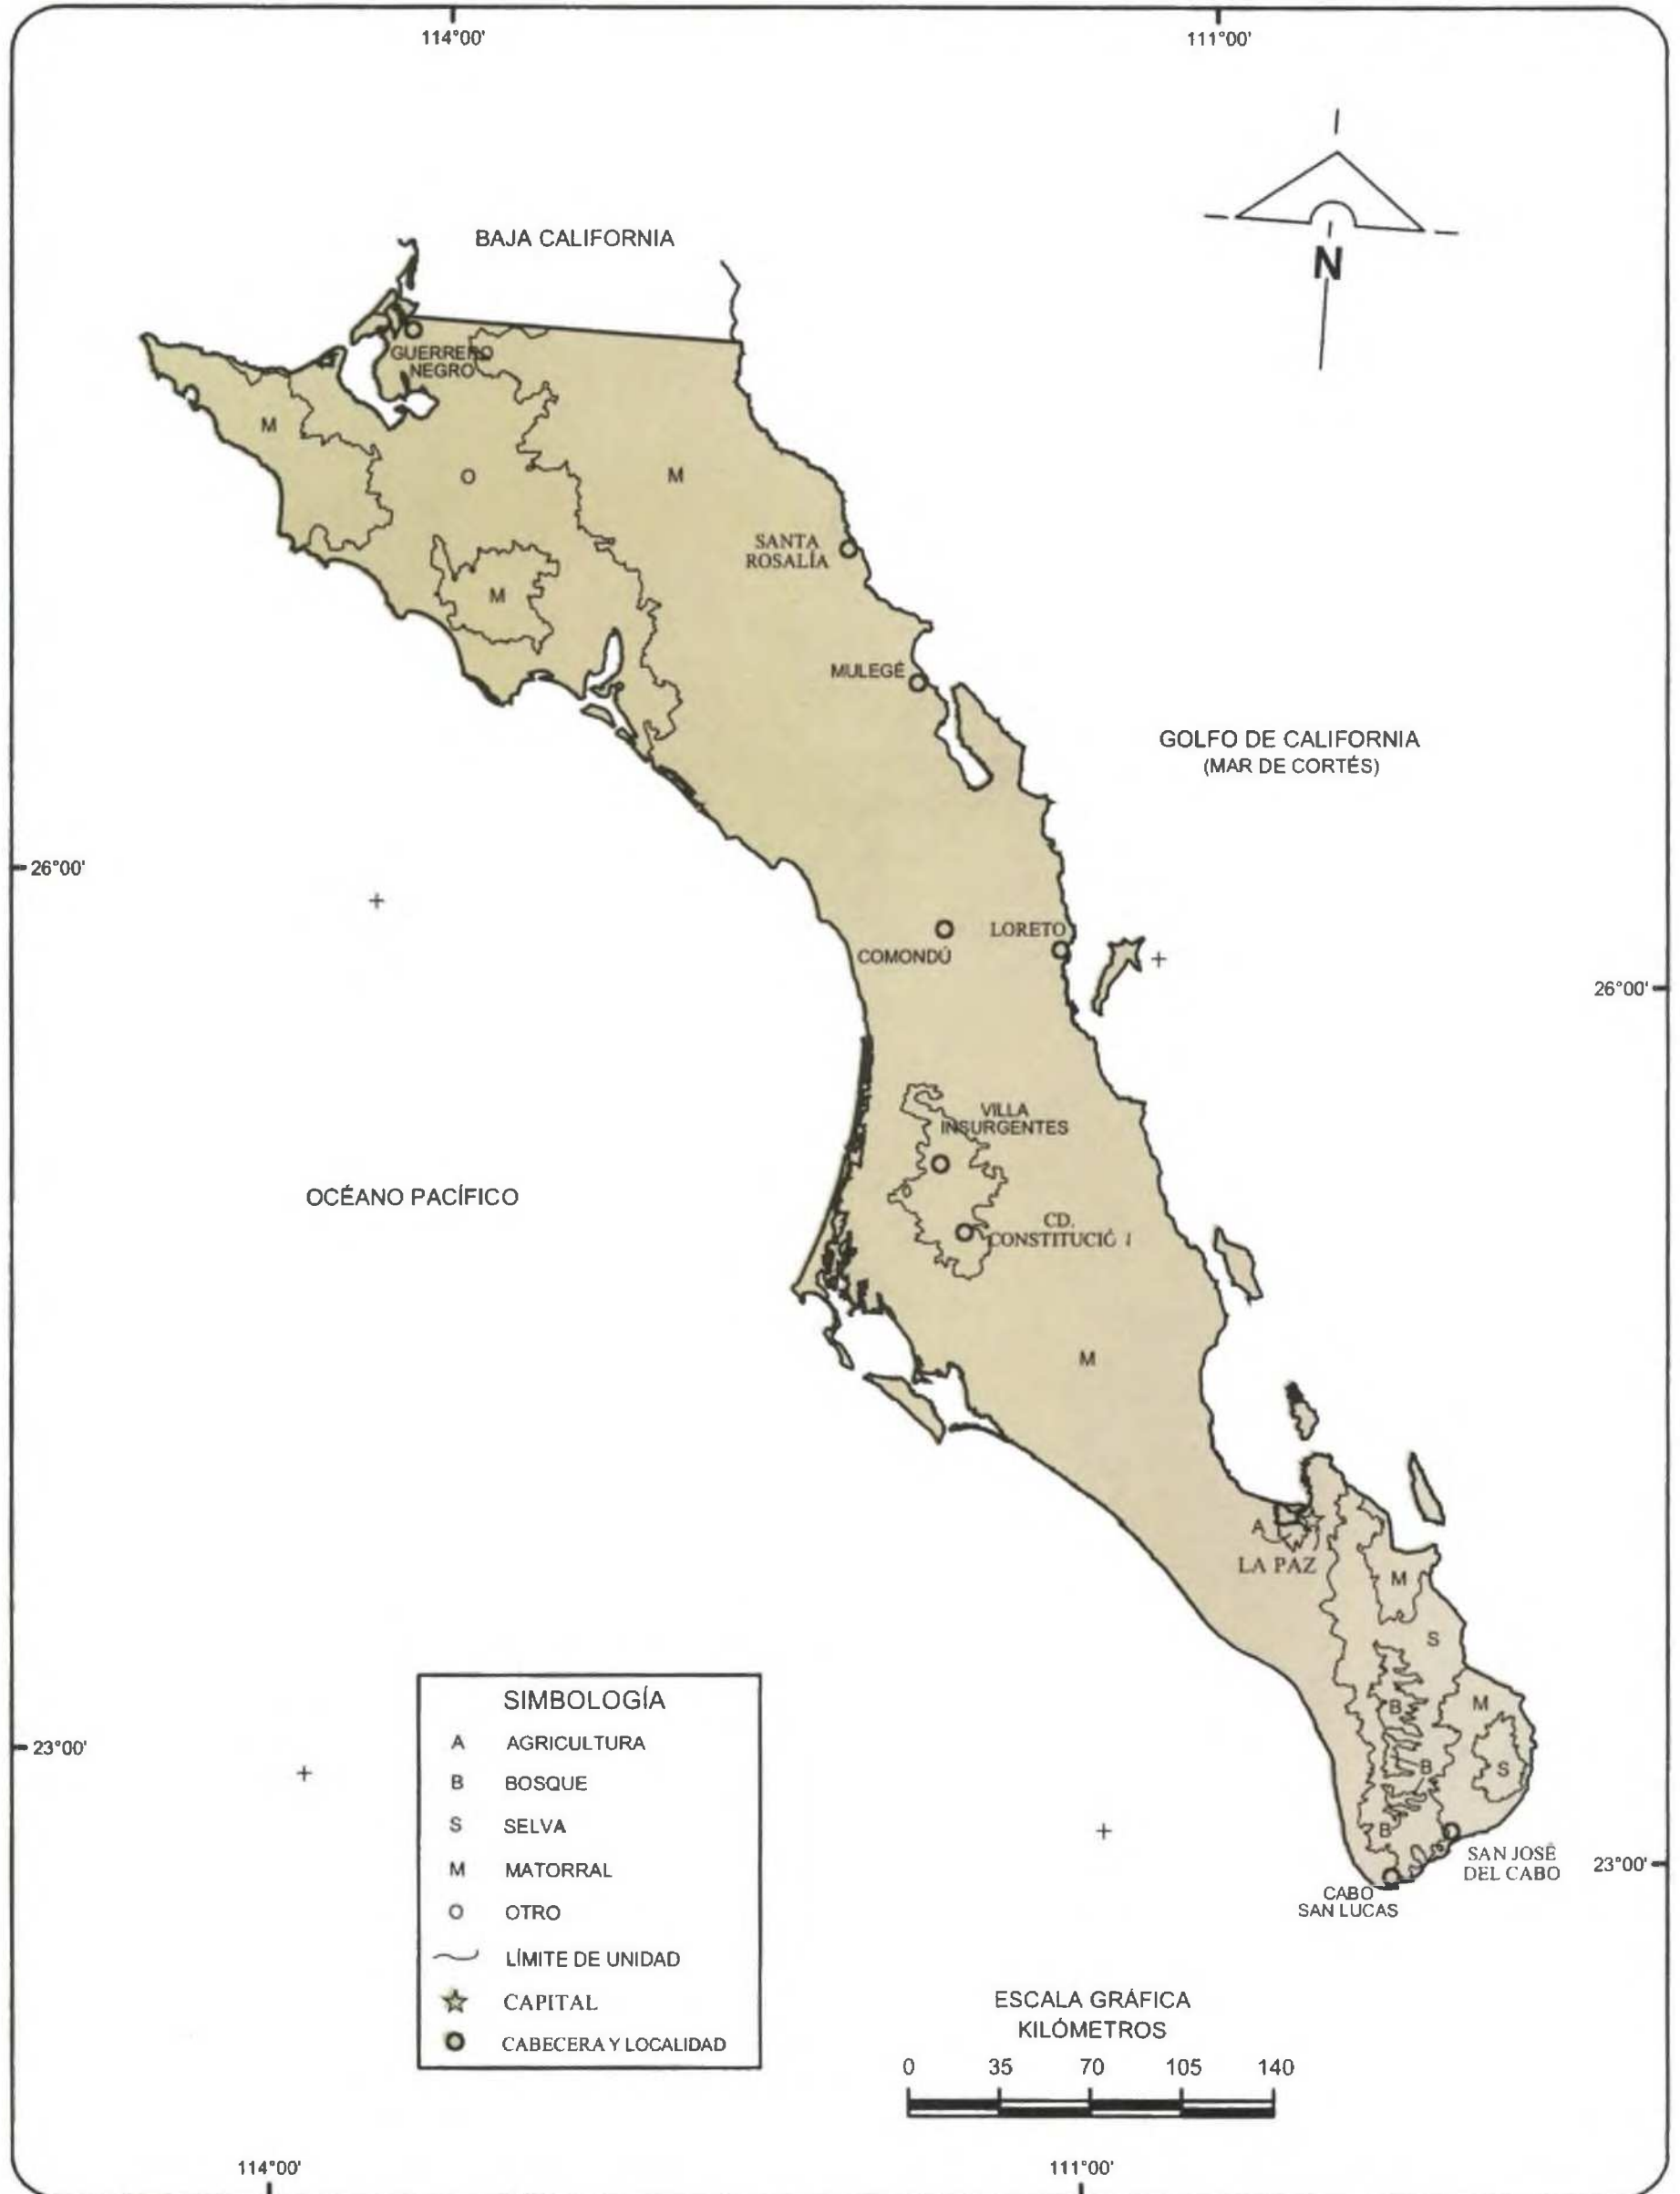 114°00'
111°00'
BAJA CALIFORNIA
N
GUERRERO
NEGRO
M
O
M
SANTA
ROSALÍA
M
MULEGÉ
GOLFO DE CALIFORNIA
(MAR DE CORTÉS)
26°00'
LORETO
COMONDÚ
26°00'
VILLA
INSURGENTES
OCÉANO PACÍFICO
CD.
CONSTITUCIÓ
M
A
LA PAZ
M
S
B
M
B
S
B
23°00'
SAN JOSÉ
DEL CABO
23°00'
CABO
SAN LUCAS
SIMBOLOGÍA
A AGRICULTURA
B BOSQUE
S SELVA
M MATORRAL
O OTRO
LÍMITE DE UNIDAD
CAPITAL
CABECERA Y LOCALIDAD
ESCALA GRÁFICA
KILÓMETROS
0 35 70 105 140
114°00'
111°00'